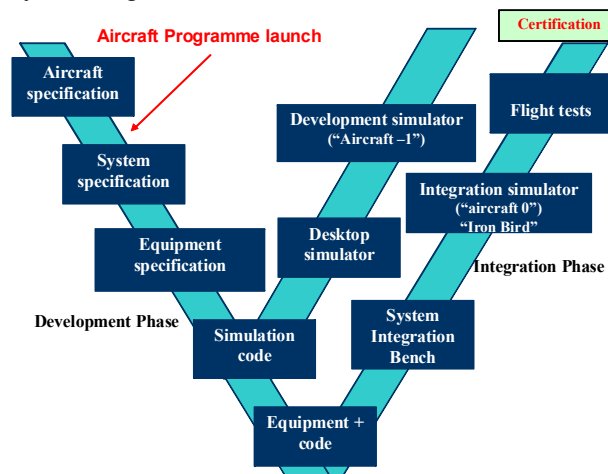 Aircraft Programme launch
Certification
Aircraft
specification
Flight tests
Development simulator
("Aircraft –1")
System
specification
Integration simulator
("aircraft 0")
"Iron Bird"
Equipment
specification
Desktop
simulator
Integration Phase
Development Phase
Simulation
code
System
Integration
Bench
Equipment +
code